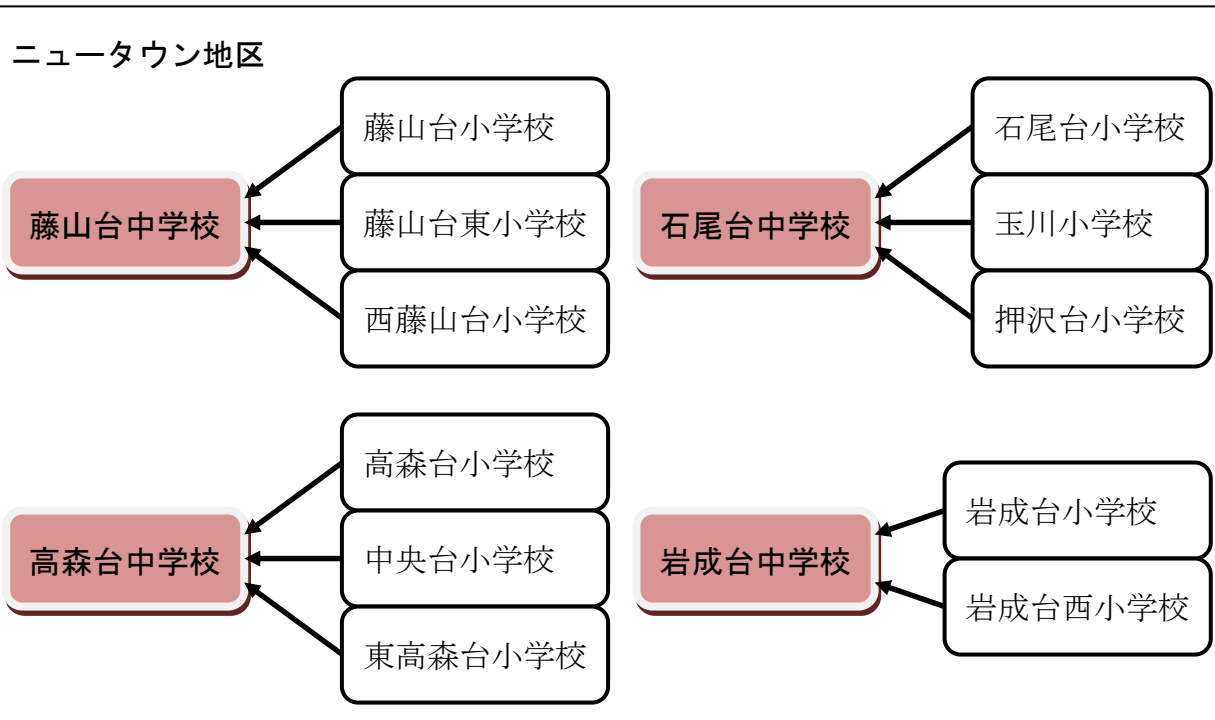 ニュータウン地区
藤山台中学校
藤山台小学校
藤山台東小学校
西藤山台小学校
石尾台中学校
石尾台小学校
玉川小学校
押沢台小学校
高森台中学校
高森台小学校
中央台小学校
東高森台小学校
岩成台中学校
岩成台小学校
岩成台西小学校